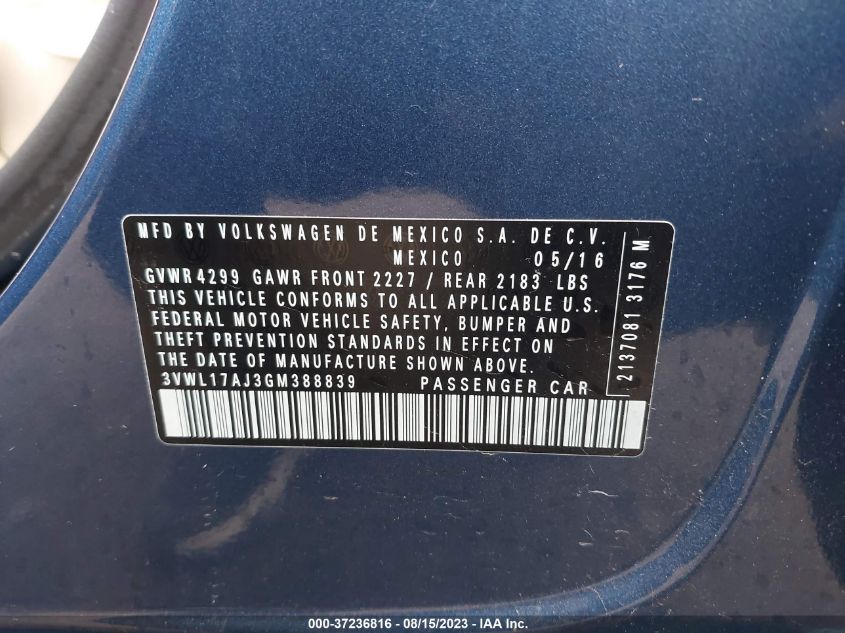 MFD BY VOLKSWAGEN DE MEXICO S.A. DE C.V.
MEXICO 05/16
GVWR 4299 GAWR FRONT 2227 / REAR 2183 LBS
THIS VEHICLE CONFORMS TO ALL APPLICABLE U.S.
FEDERAL MOTOR VEHICLE SAFETY, BUMPER AND
THEFT PREVENTION STANDARDS IN EFFECT ON
THE DATE OF MANUFACTURE SHOWN ABOVE.
3VWL17AJ3GM388839 PASSENGER CAR
21370813176 M
000-37236816 - 08/15/2023 - IAA Inc.